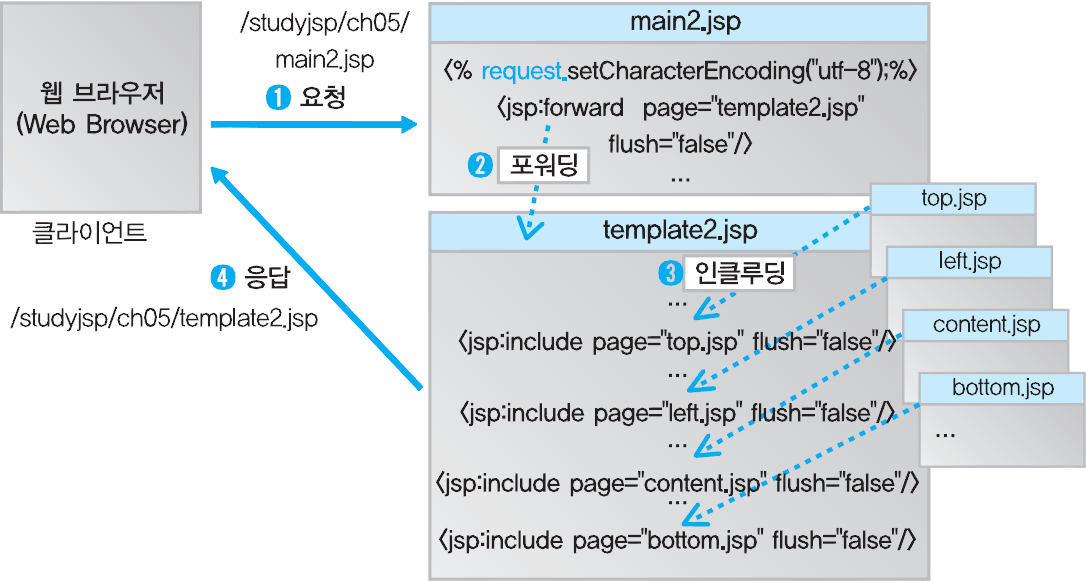 웹 브라우저
(Web Browser)
클라이언트
/studyjsp/ch05/
main2.jsp
1 요청
main2.jsp
<% request.setCharacterEncoding("utf-8");%>
<jsp:forward page="template2.jsp"
flush="false"/>
...
2 포워딩
template2.jsp
3 인클루딩
...
<jsp:include page="top.jsp" flush="false"/>
...
<jsp:include page="left.jsp" flush="false"/>
...
<jsp:include page="content.jsp" flush="false"/>
...
<jsp:include page="bottom.jsp" flush="false"/>
top.jsp
left.jsp
content.jsp
bottom.jsp
...
4 응답
/studyjsp/ch05/template2.jsp